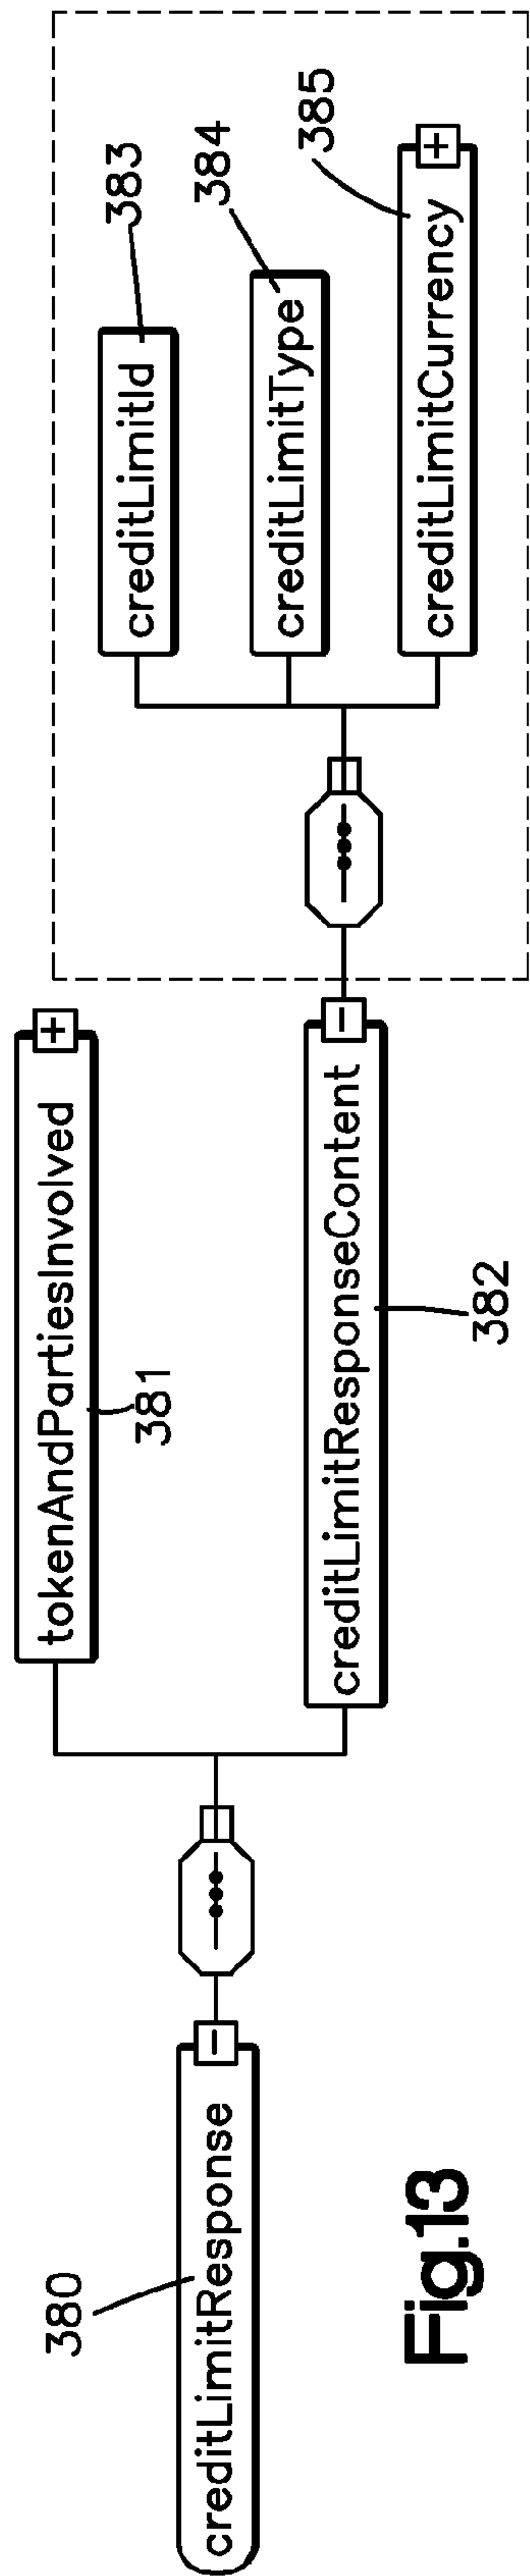 380
creditLimitResponse
tokenAndPartiesInvolved
381
creditLimitResponseContent
382
creditLimitId
383
creditLimitType
384
creditLimitCurrency
385
Fig.13